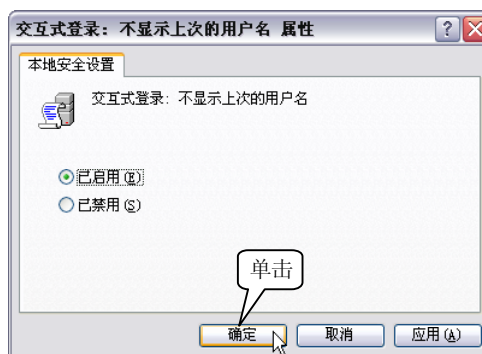 交互式登录: 不显示上次的用户名 属性
本地安全设置
交互式登录: 不显示上次的用户名
已启用(E)
已禁用(S)
单击
确定 取消 应用(A)